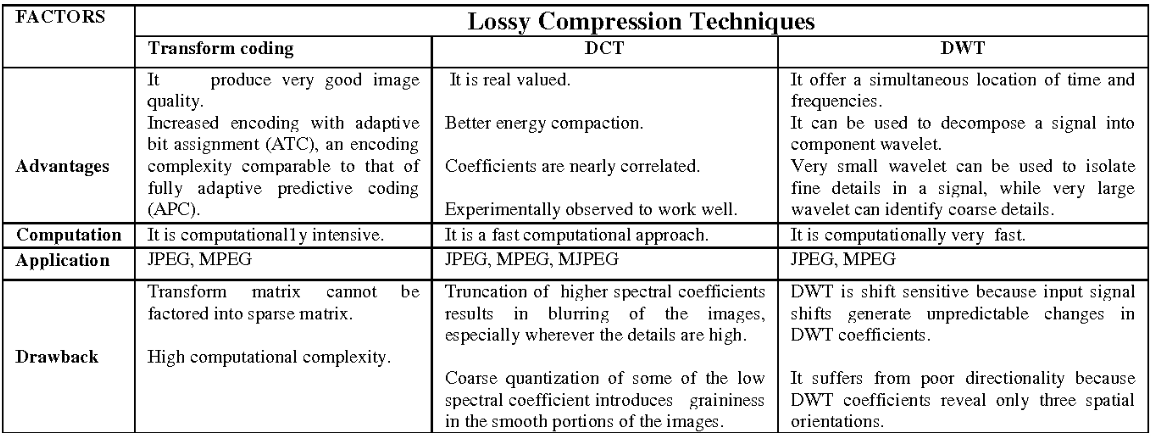 FACTORS
Lossy Compression Techniques
Transform coding
DCT
DWT
Advantages
It produce very good image
quality.
Increased encoding with adaptive
bit assignment (ATC), an encoding
complexity comparable to that of
fully adaptive predictive coding
(APC).
It is real valued.
Better energy compaction.
Coefficients are nearly correlated.
Experimentally observed to work well.
It offer a simultaneous location of time and
frequencies.
It can be used to decompose a signal into
component wavelet.
Very small wavelet can be used to isolate
fine details in a signal, while very large
wavelet can identify coarse details.
Computation
It is computationally intensive.
It is a fast computational approach.
It is computationally very fast.
Application
JPEG, MPEG
JPEG, MPEG, MJPEG
JPEG, MPEG
Drawback
Transform matrix cannot be
factored into sparse matrix.
High computational complexity.
Truncation of higher spectral coefficients
results in blurring of the images,
especially wherever the details are high.
Coarse quantization of some of the low
spectral coefficient introduces graininess
in the smooth portions of the images.
DWT is shift sensitive because input signal
shifts generate unpredictable changes in
DWT coefficients.
It suffers from poor directionality because
DWT coefficients reveal only three spatial
orientations.